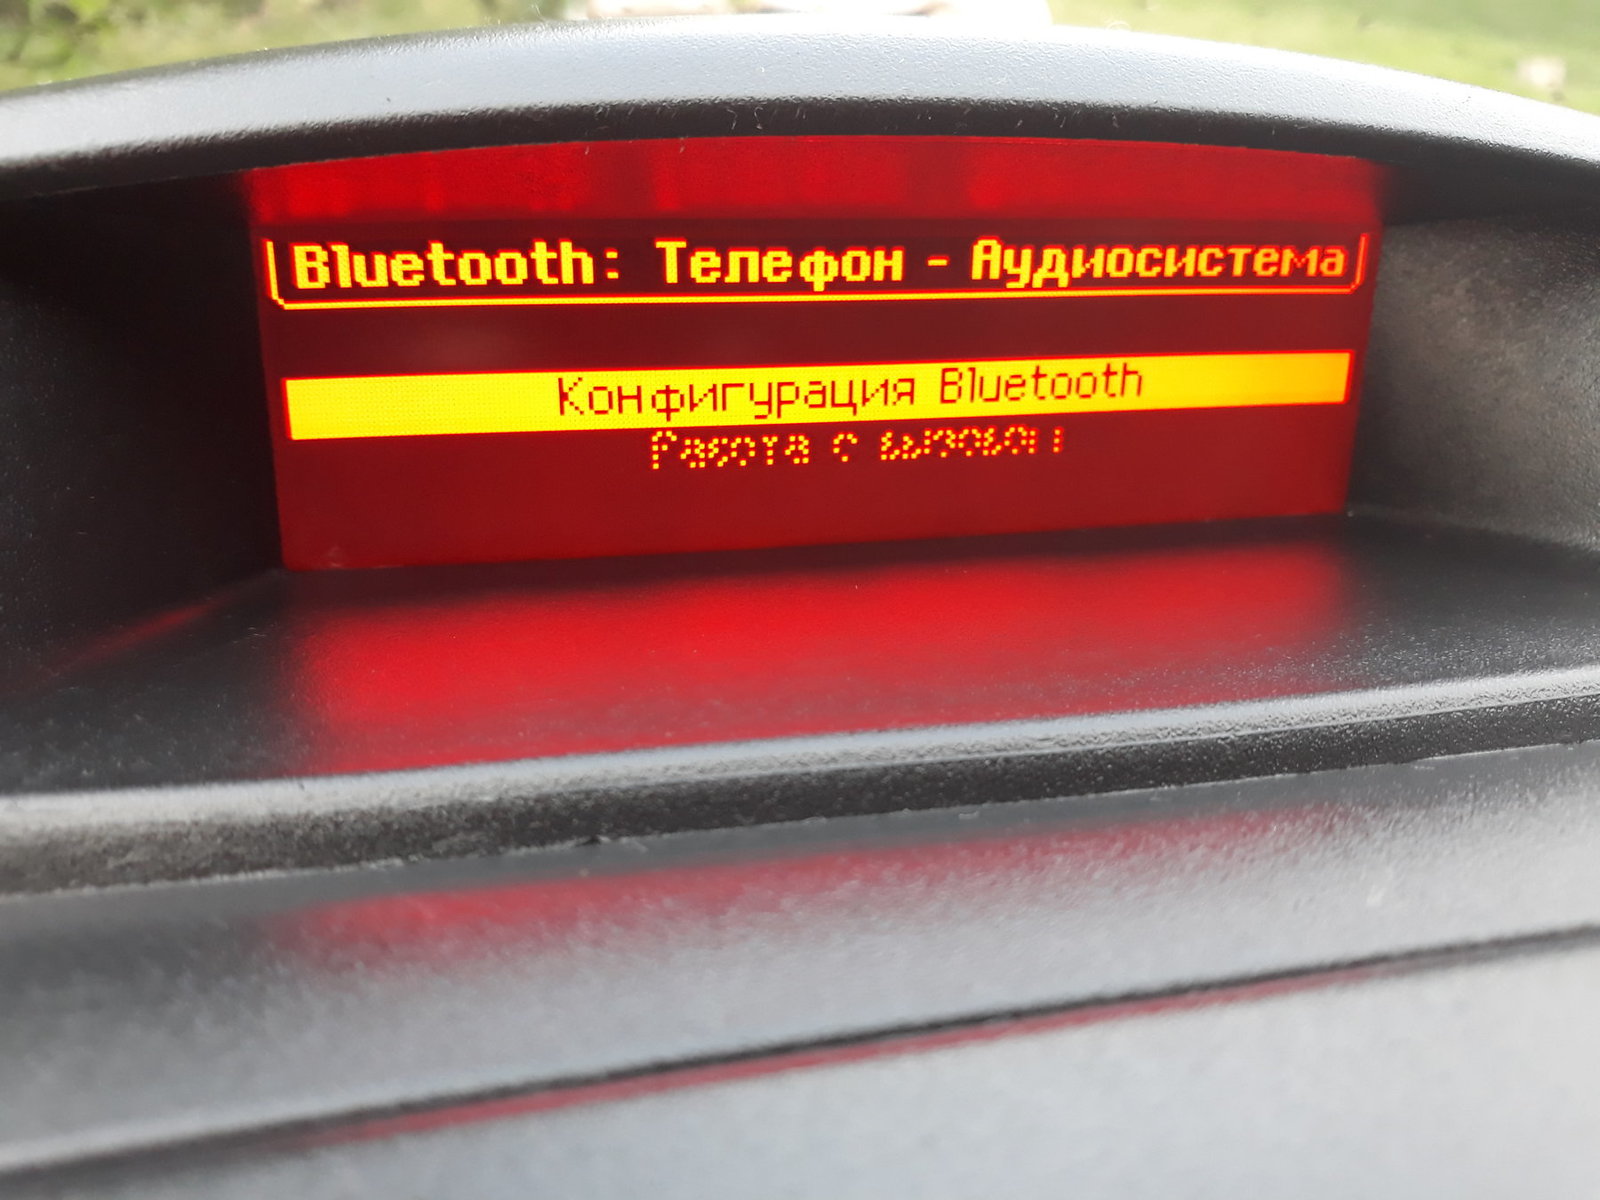 Bluetooth: Телефон - Аудиосистема
Конфигурация Bluetooth
Работа с